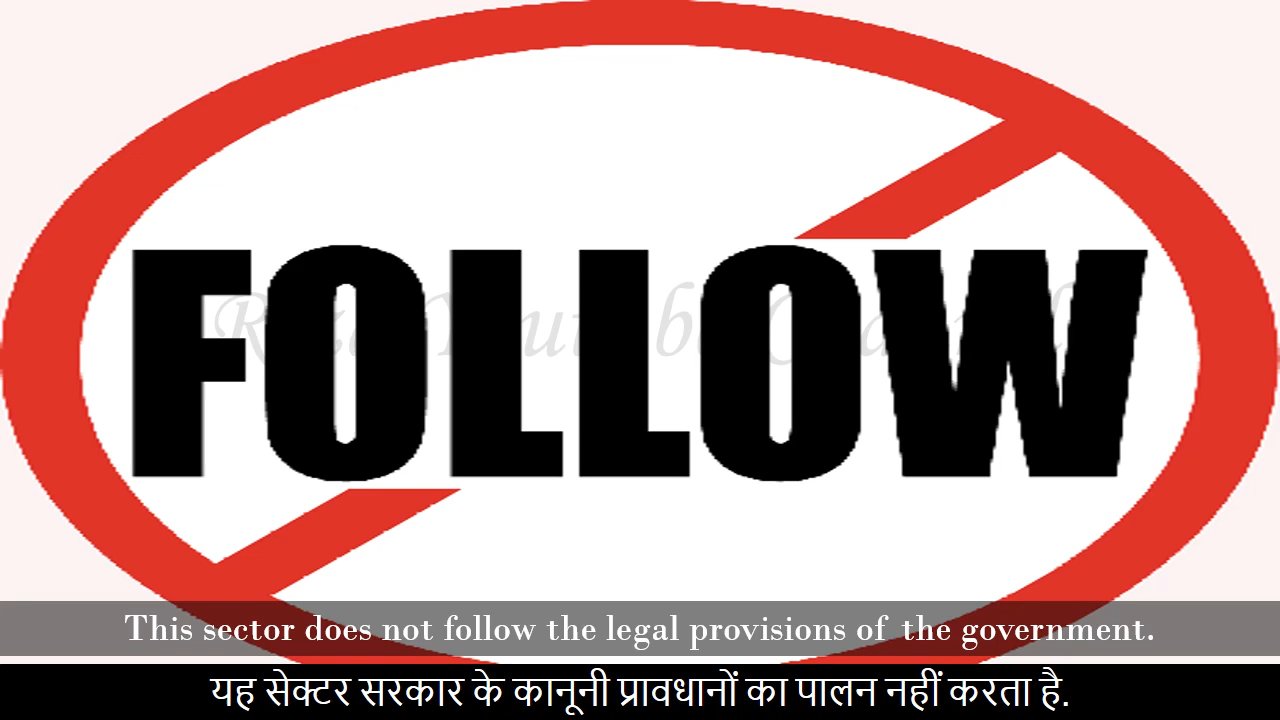 FOLLOW
This sector does not follow the legal provisions of the government.
यह सेक्टर सरकार के कानूनी प्रावधानों का पालन नहीं करता है.